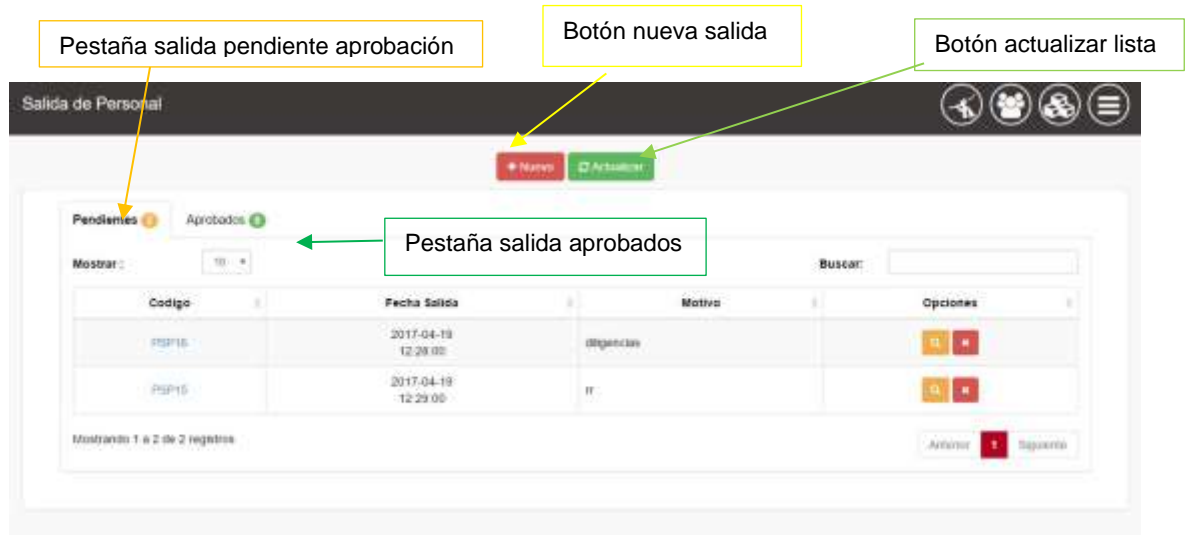 Pestaña salida pendiente aprobación
Botón nueva salida
Botón actualizar lista
Salida de Personal
Nuevo
Actualizar
Pendientes
Aprobados
Pestaña salida aprobados
Mostrar : 10
Buscar:
Codigo Fecha Salida Motivo Opciones
PSP16 2017-04-19 diligencias
12:28:00
PSP15 2017-04-19 rr
12:29:00
Mostrando 1 a 2 de 2 registros
Anterior 1 Siguiente